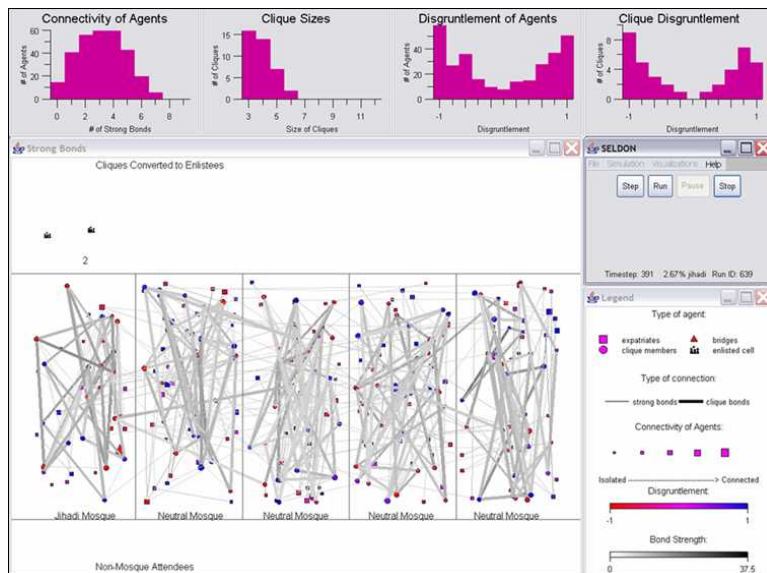 Connectivity of Agents
60
40
20
0
# of Agents
0 2 4 6 8
# of Strong Bonds
Clique Sizes
15
10
5
0
# of Cliques
3 5 7 9 11
Size of Cliques
Disgruntlement of Agents
40
20
0
# of Agents
-1 1
Disgruntlement
Clique Disgruntlement
8
4
0
# of Cliques
-1 1
Disgruntlement
Strong Bonds
Cliques Converted to Enlistees
2
Jihadi Mosque
Neutral Mosque
Neutral Mosque
Neutral Mosque
Neutral Mosque
Non-Mosque Attendees
SELDON
File Simulation Visualizations Help
Step Run Pause Stop
Timestep: 391 2.67% jihadi Run ID: 639
Legend
Type of agent:
expatriates bridges
clique members enlisted cell
Type of connection:
strong bonds clique bonds
Connectivity of Agents:
Isolated -> Connected
Disgruntlement:
-1 1
Bond Strength:
0 37.5